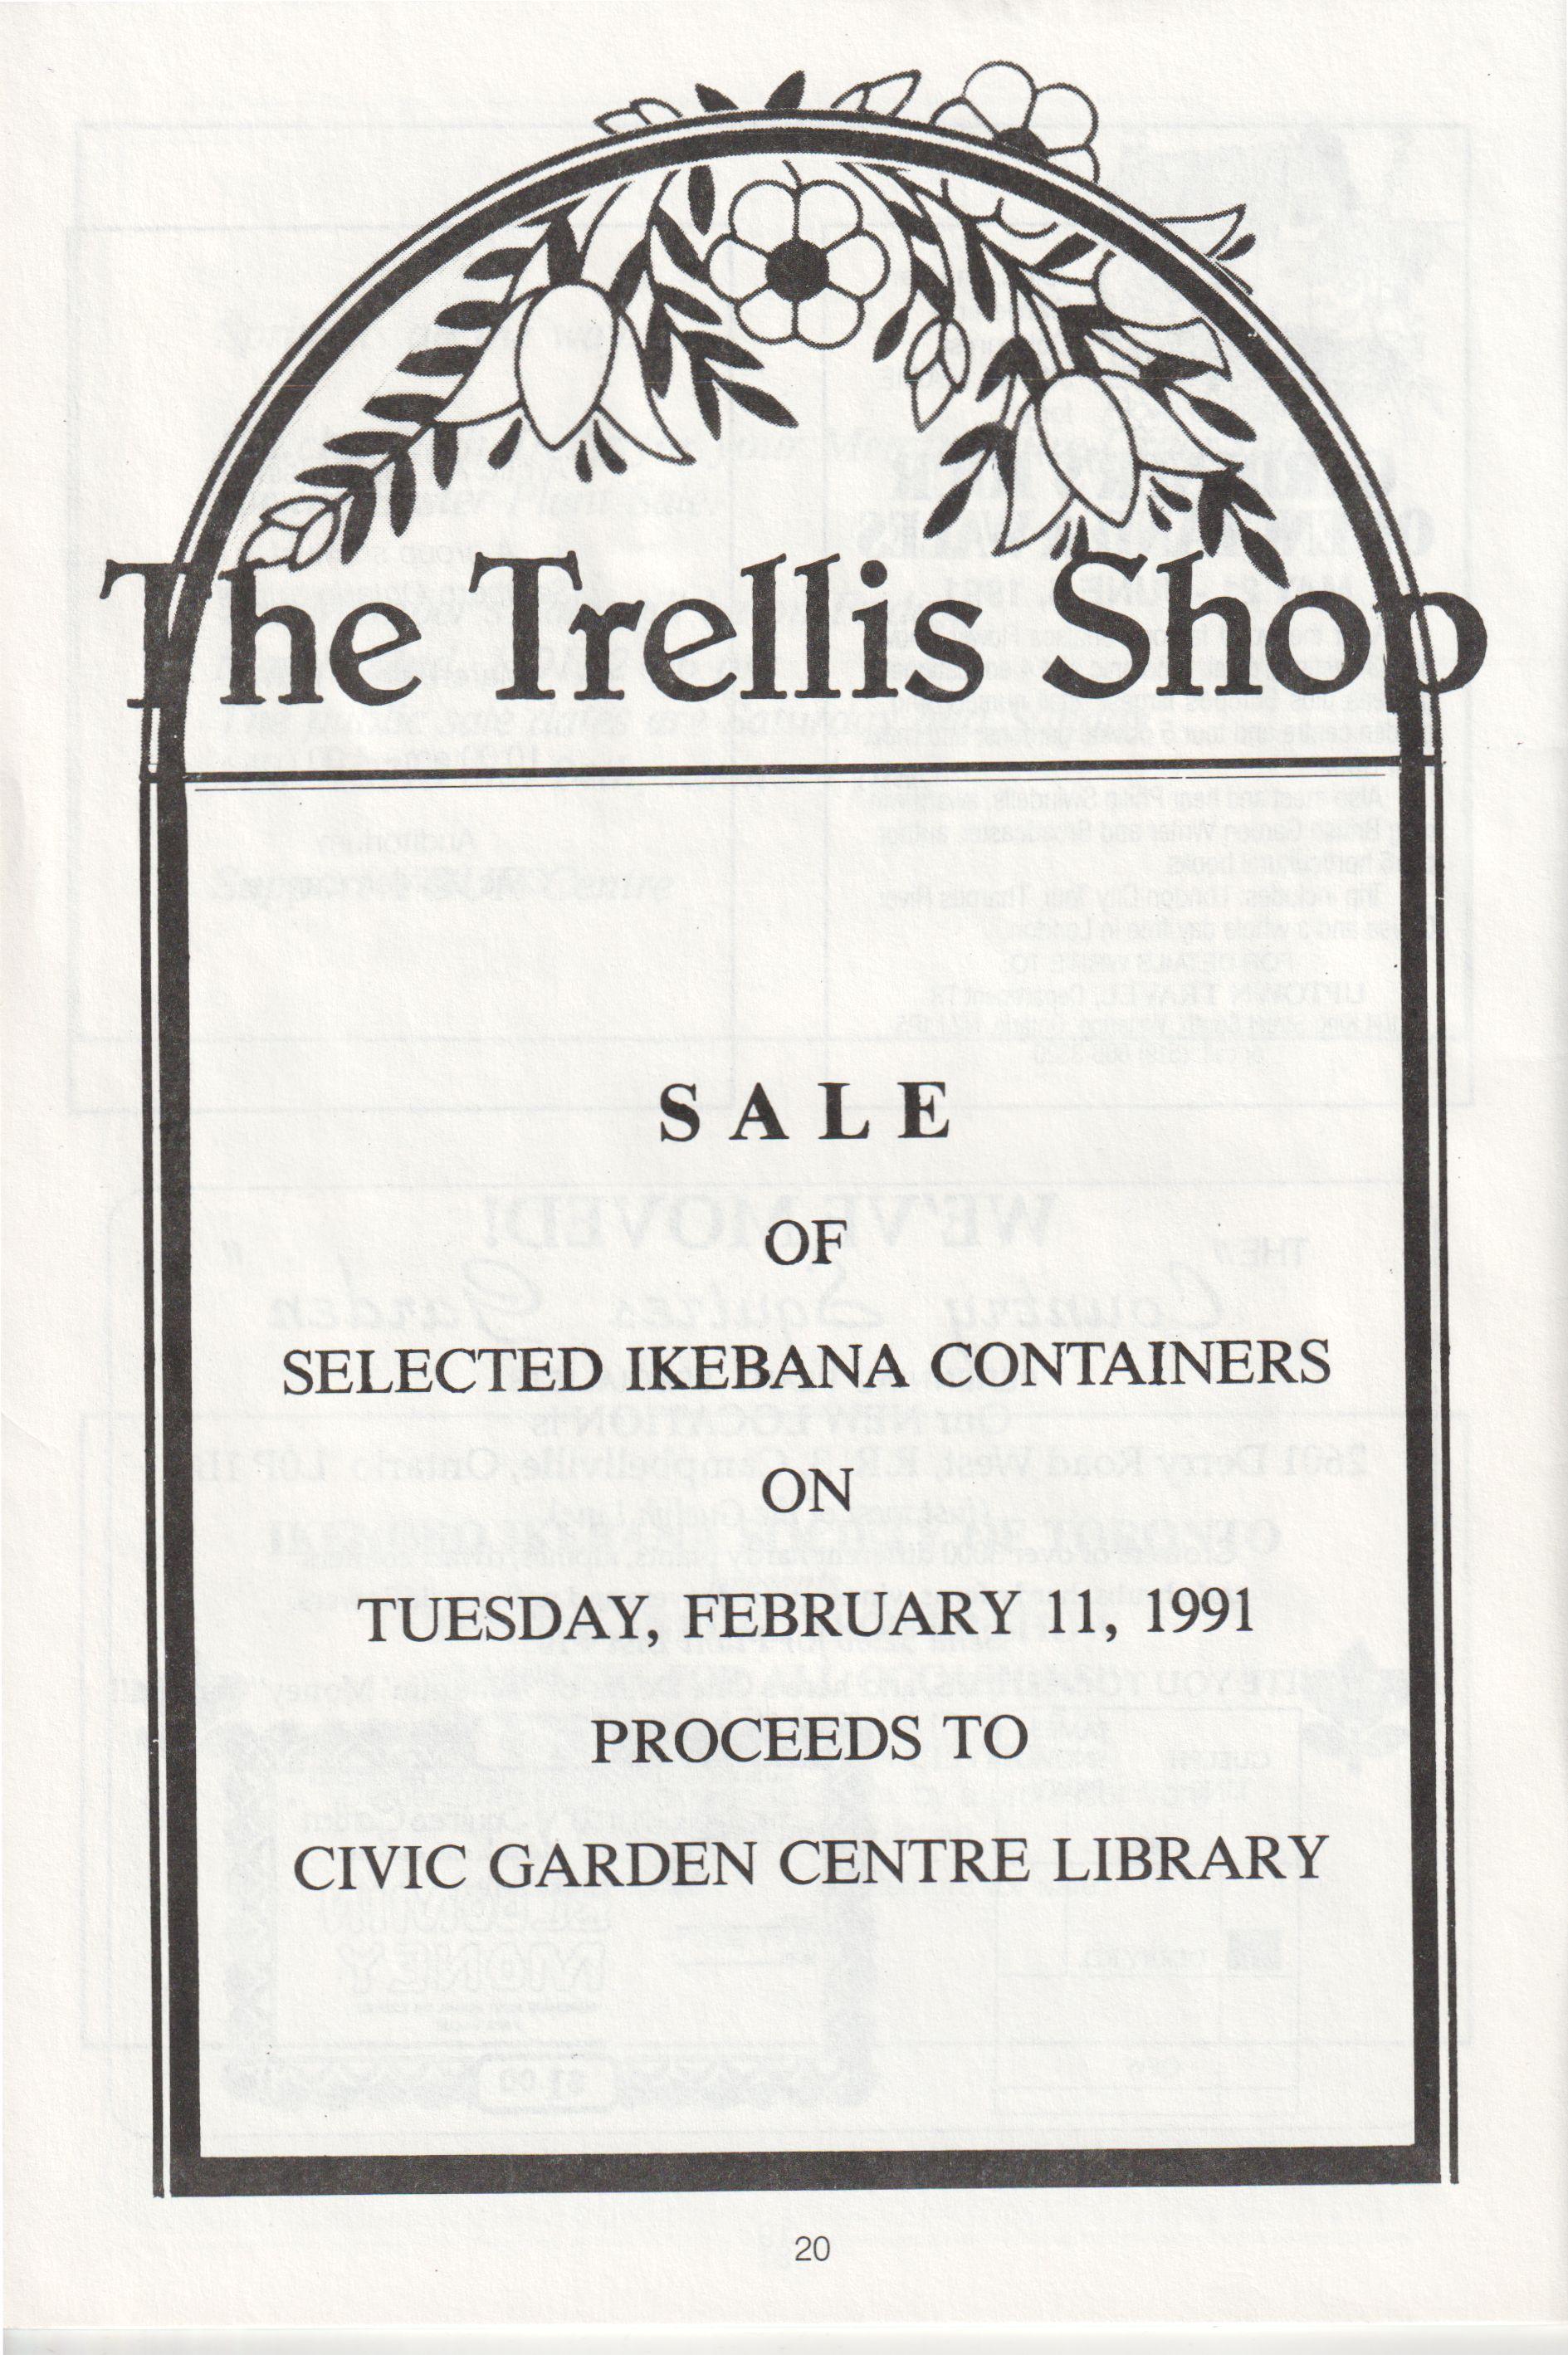 The Trellis Shop
SALE
OF
SELECTED IKEBANA CONTAINERS
ON
TUESDAY, FEBRUARY 11, 1991
PROCEEDS TO
CIVIC GARDEN CENTRE LIBRARY
20